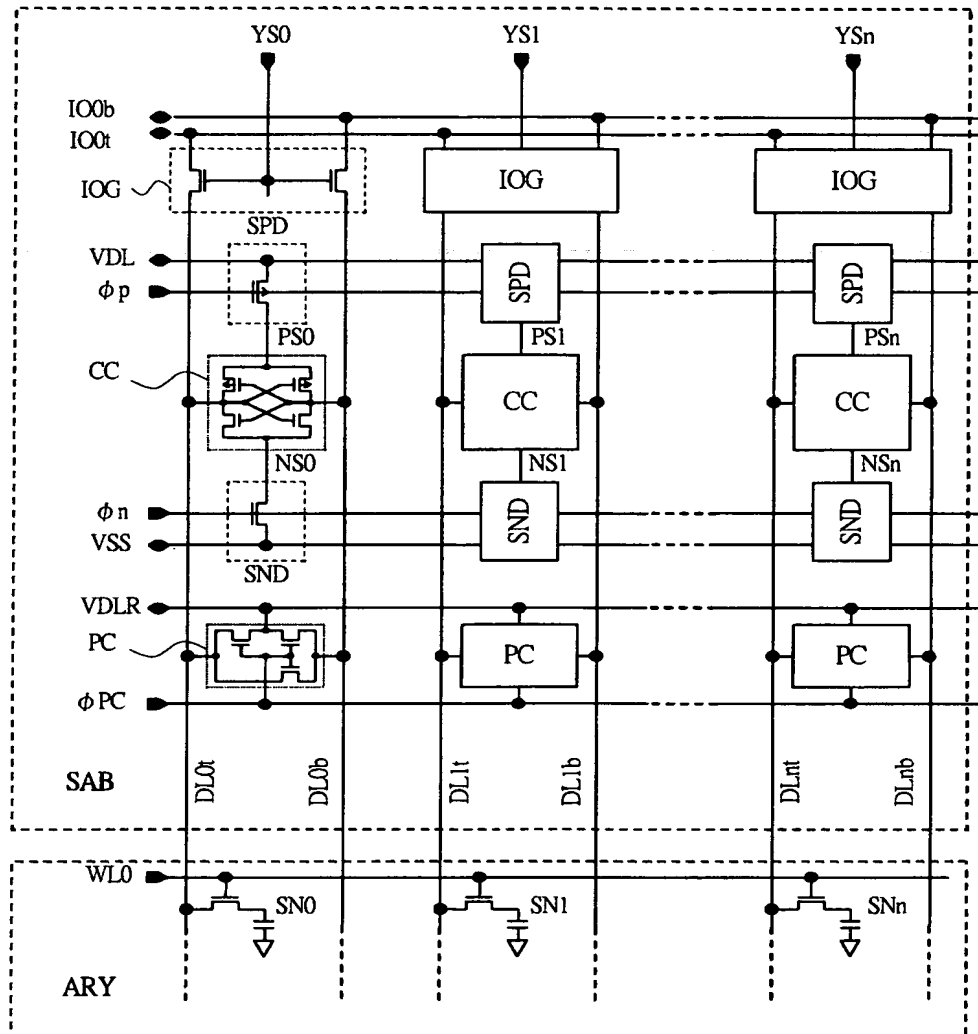 YS0 YS1 YSn
IO0b
IO0t
IOG IOG IOG
SPD
VDL SPD SPD
ϕp
PS0 PS1 PSn
CC CC CC
NS0 NS1 NSn
ϕn SND SND
VSS
SND
VDLR
PC PC PC
ϕPC
SAB DL0t DL0b DL1t DL1b DLnt DLnb
WL0
SN0 SN1 SNn
ARY